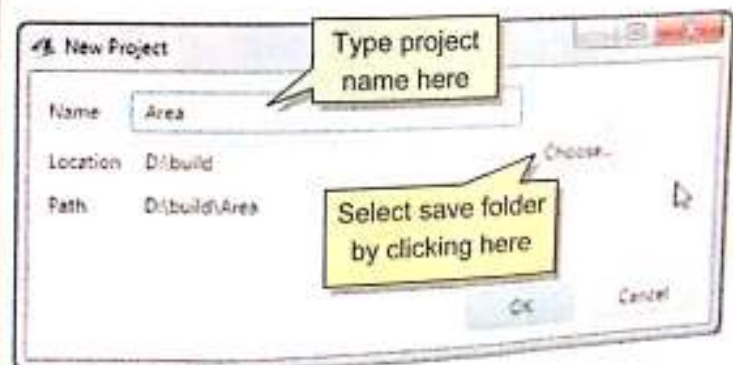 New Project
Type project
name here
Name Area
Location D:\build
Choose...
Path D:\build\Area
Select save folder
by clicking here
OK Cancel